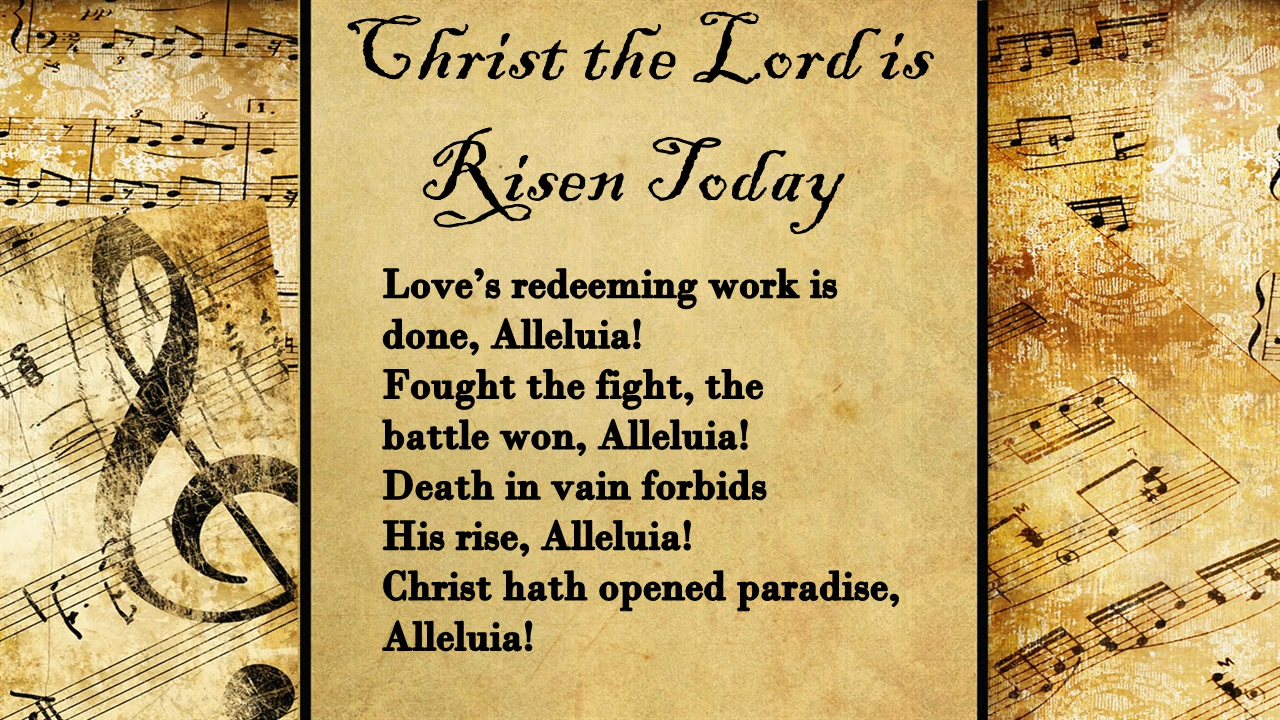 Christ the Lord is
Risen Today
Love’s redeeming work is
done, Alleluia!
Fought the fight, the
battle won, Alleluia!
Death in vain forbids
His rise, Alleluia!
Christ hath opened paradise,
Alleluia!